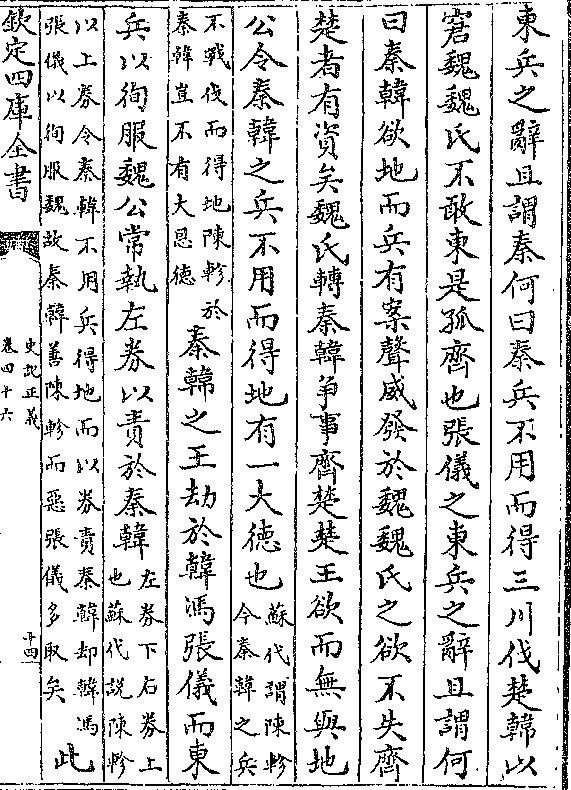 東兵之辭且謂秦何曰秦兵不用而得三川伐楚韓以
窘魏魏氏不敢東是孤齊也張儀之東兵之辭且謂何
曰秦韓欲地而兵有案聲威發於魏魏氏之欲不失齊
楚者有資矣魏氏轉秦韓争事齊楚楚王欲而無與地
公令秦韓之兵不用而得地有一大德也
蘇代謂陳軫
今秦韓之兵
不戰伐而得地陳軫於
秦韓豈不有大恩德
秦韓之王劫於韓馮張儀而東
兵以徇服魏公常執左券以責於秦韓
左券下右券上
也蘇代說陳軫
以上券令秦韓不用兵得地而以券責秦韓却韓馮
張儀以徇服魏故秦韓善陳軫而惡張儀多取矣
此
欽定四庫全書
史記正義
卷四十六
十四